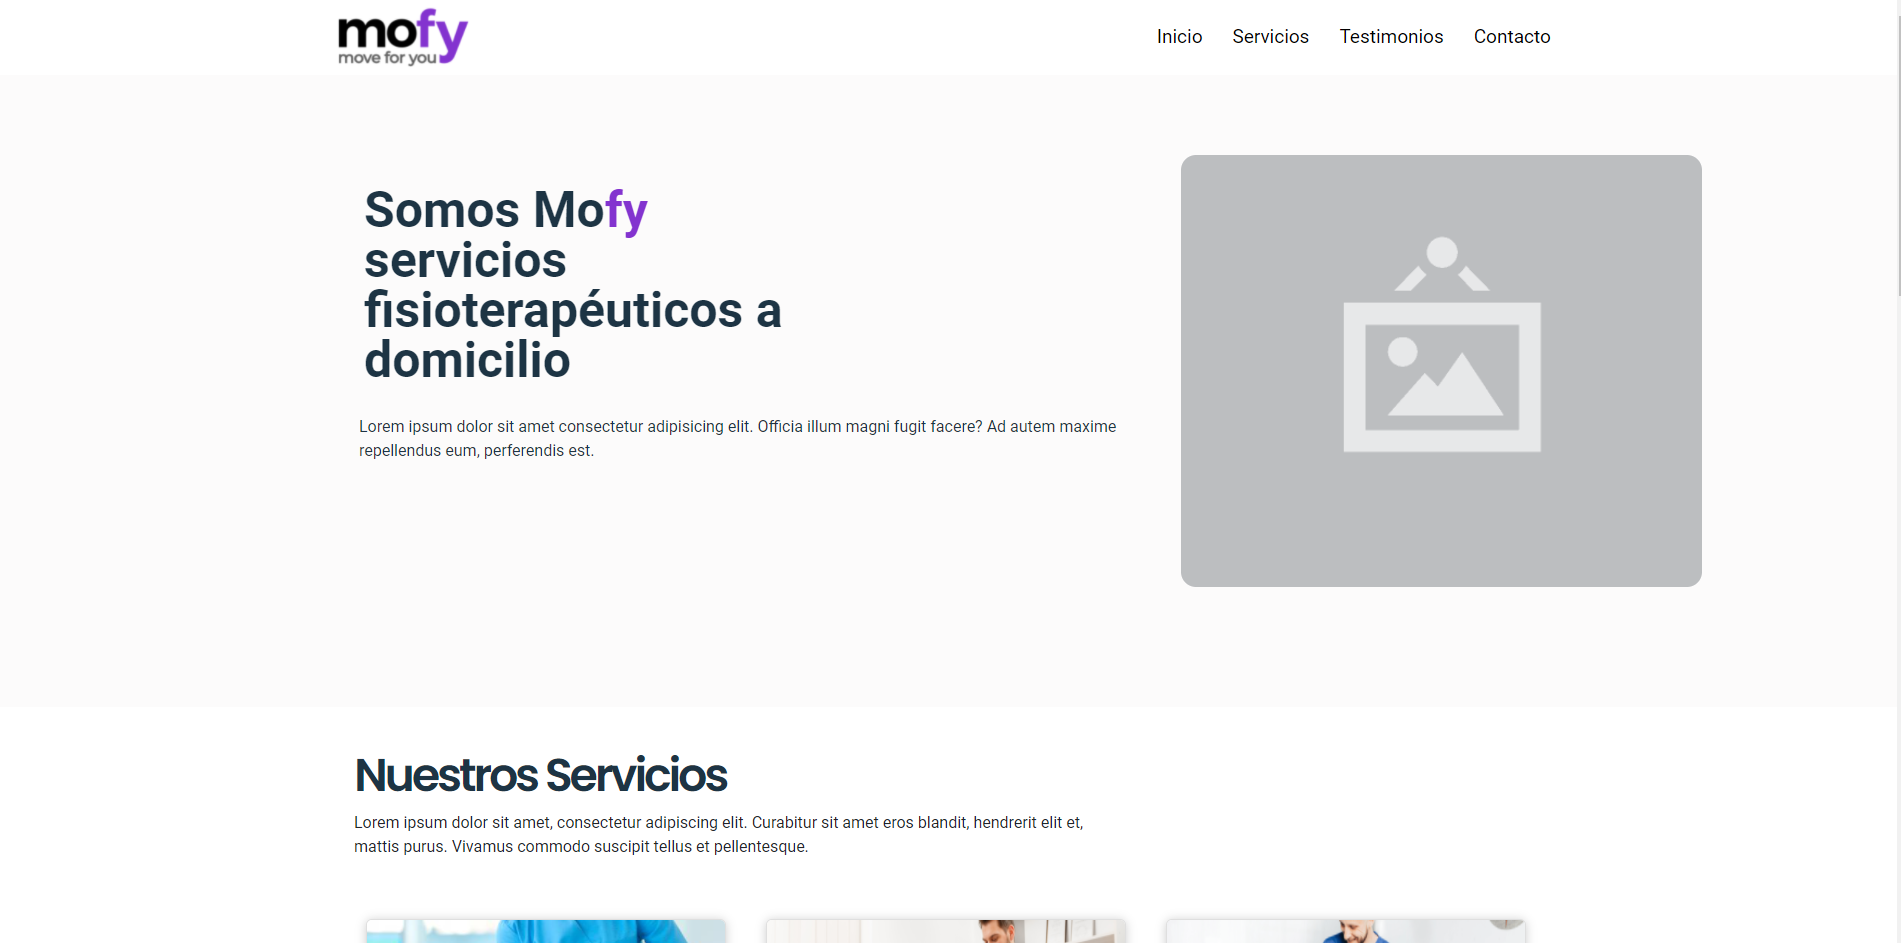 mofy
move for you
Inicio Servicios Testimonios Contacto
Somos Mofy
servicios
fisioterapéuticos a
domicilio
Lorem ipsum dolor sit amet consectetur adipisicing elit. Officia illum magni fugit facere? Ad autem maxime
repellendus eum, perferendis est.
Nuestros Servicios
Lorem ipsum dolor sit amet, consectetur adipiscing elit. Curabitur sit amet eros blandit, hendrerit elit et,
mattis purus. Vivamus commodo suscipit tellus et pellentesque.